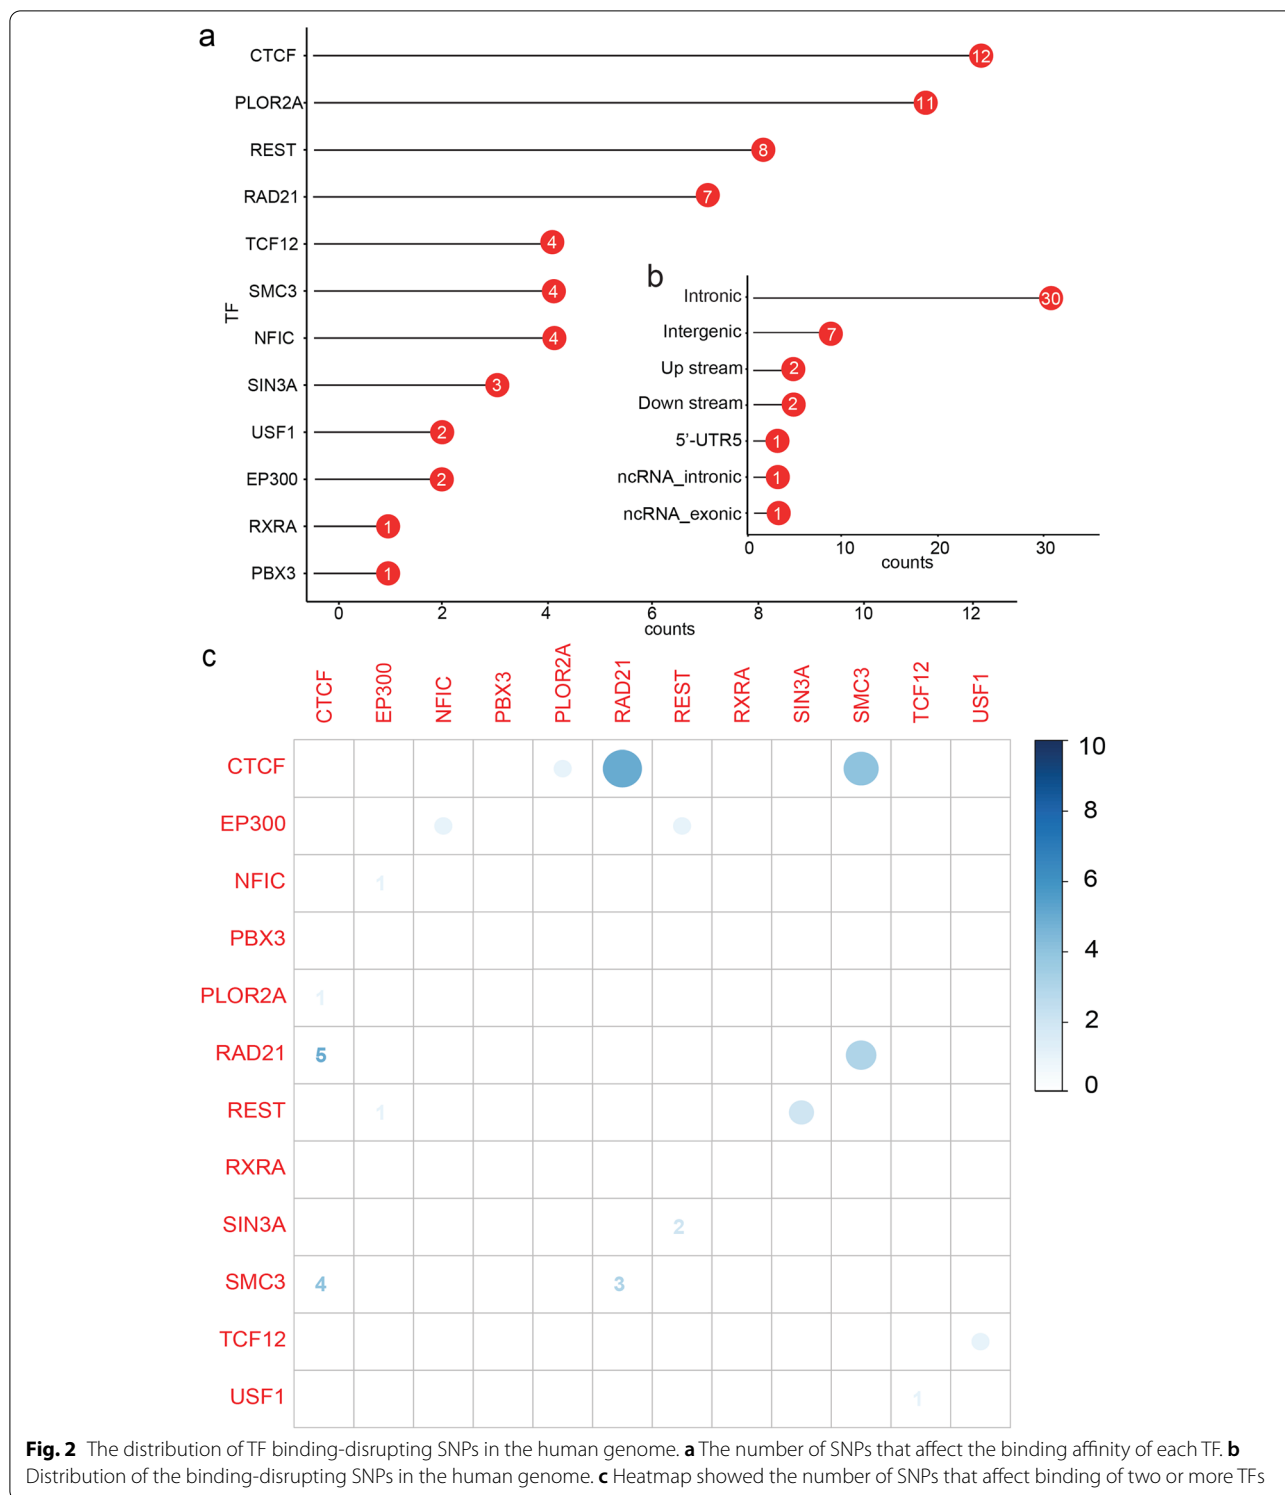 a
CTCF 12
PLOR2A 11
REST 8
RAD21 7
TCF12 4
SMC3 4
NFIC 4
SIN3A 3
USF1 2
EP300 2
RXRA 1
PBX3 1
TF
0 2 4 6 8 10 12
counts
b
Intronic 30
Intergenic 7
Up stream 2
Down stream 2
5’-UTR5 1
ncRNA_intronic 1
ncRNA_exonic 1
0 10 20 30
counts
c
CTCF EP300 NFIC PBX3 PLOR2A RAD21 REST RXRA SIN3A SMC3 TCF12 USF1
CTCF
EP300
NFIC 1
PBX3
PLOR2A 1
RAD21 5
REST 1
RXRA
SIN3A 2
SMC3 4 3
TCF12
USF1 1
10
8
6
4
2
0
Fig. 2 The distribution of TF binding-disrupting SNPs in the human genome. a The number of SNPs that affect the binding affinity of each TF. b
Distribution of the binding-disrupting SNPs in the human genome. c Heatmap showed the number of SNPs that affect binding of two or more TFs